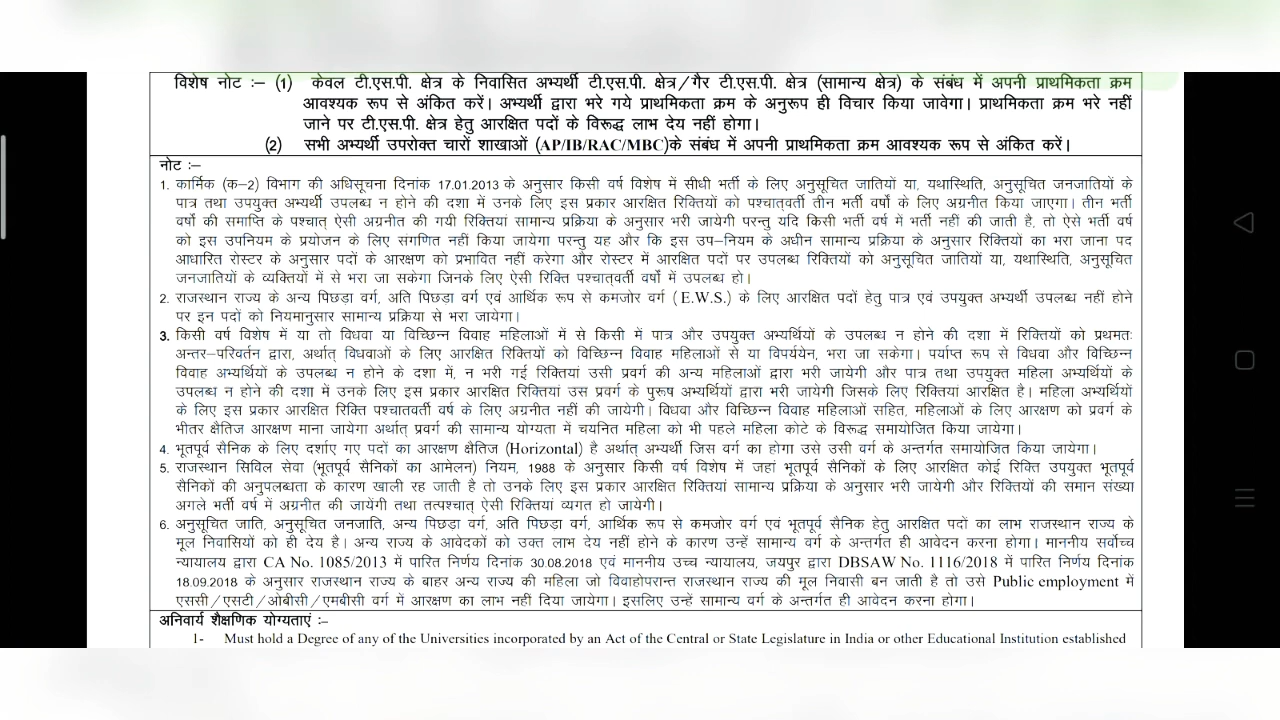 विशेष नोट :– (1) केवल टी.एस.पी. क्षेत्र के निवासित अभ्यर्थी टी.एस.पी. क्षेत्र/गैर टी.एस.पी. क्षेत्र (सामान्य क्षेत्र) के संबंध में अपनी प्राथमिकता क्रम
आवश्यक रूप से अंकित करें। अभ्यर्थी द्वारा भरे गये प्राथमिकता क्रम के अनुरूप ही विचार किया जावेगा। प्राथमिकता क्रम भरे नहीं
जाने पर टी.एस.पी. क्षेत्र हेतु आरक्षित पदों के विरूद्ध लाभ देय नहीं होगा।
(2) सभी अभ्यर्थी उपरोक्त चारों शाखाओं (AP/IB/RAC/MBC)के संबंध में अपनी प्राथमिकता क्रम आवश्यक रूप से अंकित करें।
नोट :–
1. कार्मिक (क–2) विभाग की अधिसूचना दिनांक 17.01.2013 के अनुसार किसी वर्ष विशेष में सीधी भर्ती के लिए अनुसूचित जातियों या, यथास्थिति, अनुसूचित जनजातियों के
पात्र तथा उपयुक्त अभ्यर्थी उपलब्ध न होने की दशा में उनके लिए इस प्रकार आरक्षित रिक्तियों को पश्चात्वर्ती तीन भर्ती वर्षों के लिए अग्रनीत किया जाएगा। तीन भर्ती
वर्षों की समाप्ति के पश्चात् ऐसी अग्रनीत की गयी रिक्तियां सामान्य प्रक्रिया के अनुसार भरी जायेगी परन्तु यदि किसी भर्ती वर्ष में भर्ती नहीं की जाती है, तो ऐसे भर्ती वर्ष
को इस उपनियम के प्रयोजन के लिए संगणित नहीं किया जायेगा परन्तु यह और कि इस उप–नियम के अधीन सामान्य प्रक्रिया के अनुसार रिक्तियों का भरा जाना पद
आधारित रोस्टर के अनुसार पदों के आरक्षण को प्रभावित नहीं करेगा और रोस्टर में आरक्षित पदों पर उपलब्ध रिक्तियों को अनुसूचित जातियों या, यथास्थिति, अनुसूचित
जनजातियों के व्यक्तियों में से भरा जा सकेगा जिनके लिए ऐसी रिक्ति पश्चात्वर्ती वर्षो में उपलब्ध हो।
2. राजस्थान राज्य के अन्य पिछड़ा वर्ग, अति पिछड़ा वर्ग एवं आर्थिक रूप से कमजोर वर्ग (E.W.S.) के लिए आरक्षित पदों हेतु पात्र एवं उपयुक्त अभ्यर्थी उपलब्ध नहीं होने
पर इन पदों को नियमानुसार सामान्य प्रक्रिया से भरा जायेगा।
3. किसी वर्ष विशेष में या तो विधवा या विच्छिन्न विवाह महिलाओं में से किसी में पात्र और उपयुक्त अभ्यर्थियों के उपलब्ध न होने की दशा में रिक्तियों को प्रथमतः
अन्तर–परिवर्तन द्वारा, अर्थात् विधवाओं के लिए आरक्षित रिक्तियों को विच्छिन्न विवाह महिलाओं से या विपर्ययेन, भरा जा सकेगा। पर्याप्त रूप से विधवा और विच्छिन्न
विवाह अभ्यर्थियों के उपलब्ध न होने के दशा में, न भरी गई रिक्तियां उसी प्रवर्ग की अन्य महिलाओं द्वारा भरी जायेगी और पात्र तथा उपयुक्त महिला अभ्यर्थियों के
उपलब्ध न होने की दशा में उनके लिए इस प्रकार आरक्षित रिक्तियां उस प्रवर्ग के पुरूष अभ्यर्थियों द्वारा भरी जायेगी जिसके लिए रिक्तियां आरक्षित है। महिला अभ्यर्थियों
के लिए इस प्रकार आरक्षित रिक्ति पश्चातवर्ती वर्ष के लिए अग्रनीत नहीं की जायेगी। विधवा और विच्छिन्न विवाह महिलाओं सहित, महिलाओं के लिए आरक्षण को प्रवर्ग के
भीतर क्षैतिज आरक्षण माना जायेगा अर्थात् प्रवर्ग की सामान्य योग्यता में चयनित महिला को भी पहले महिला कोटे के विरूद्ध समायोजित किया जायेगा।
4. भूतपूर्व सैनिक के लिए दर्शाए गए पदों का आरक्षण क्षैतिज (Horizontal) है अर्थात् अभ्यर्थी जिस वर्ग का होगा उसे उसी वर्ग के अन्तर्गत समायोजित किया जायेगा।
5. राजस्थान सिविल सेवा (भूतपूर्व सैनिकों का आमेलन) नियम, 1988 के अनुसार किसी वर्ष विशेष में जहां भूतपूर्व सैनिकों के लिए आरक्षित कोई रिक्ति उपयुक्त भूतपूर्व
सैनिकों की अनुपलब्धता के कारण खाली रह जाती है तो उनके लिए इस प्रकार आरक्षित रिक्तियां सामान्य प्रक्रिया के अनुसार भरी जायेगी और रिक्तियों की समान संख्या
अगले भर्ती वर्ष में अग्रनीत की जायेंगी तथा तत्पश्चात् ऐसी रिक्तियां व्यगत हो जायेगी।
6. अनुसूचित जाति, अनुसूचित जनजाति, अन्य पिछड़ा वर्ग, अति पिछड़ा वर्ग, आर्थिक रूप से कमजोर वर्ग एवं भूतपूर्व सैनिक हेतु आरक्षित पदों का लाभ राजस्थान राज्य के
मूल निवासियों को ही देय है। अन्य राज्य के आवेदकों को उक्त लाभ देय नहीं होने के कारण उन्हें सामान्य वर्ग के अन्तर्गत ही आवेदन करना होगा। माननीय सर्वोच्च
न्यायालय द्वारा CA No. 1085/2013 में पारित निर्णय दिनांक 30.08.2018 एवं माननीय उच्च न्यायालय, जयपुर द्वारा DBSAW No. 1116/2018 में पारित निर्णय दिनांक
18.09.2018 के अनुसार राजस्थान राज्य के बाहर अन्य राज्य की महिला जो विवाहोपरान्त राजस्थान राज्य की मूल निवासी बन जाती है तो उसे Public employment में
एससी/एसटी/ओबीसी/एमबीसी वर्ग में आरक्षण का लाभ नहीं दिया जायेगा। इसलिए उन्हें सामान्य वर्ग के अन्तर्गत ही आवेदन करना होगा।
अनिवार्य शैक्षणिक योग्यताएं :–
1- Must hold a Degree of any of the Universities incorporated by an Act of the Central or State Legislature in India or other Educational Institution established